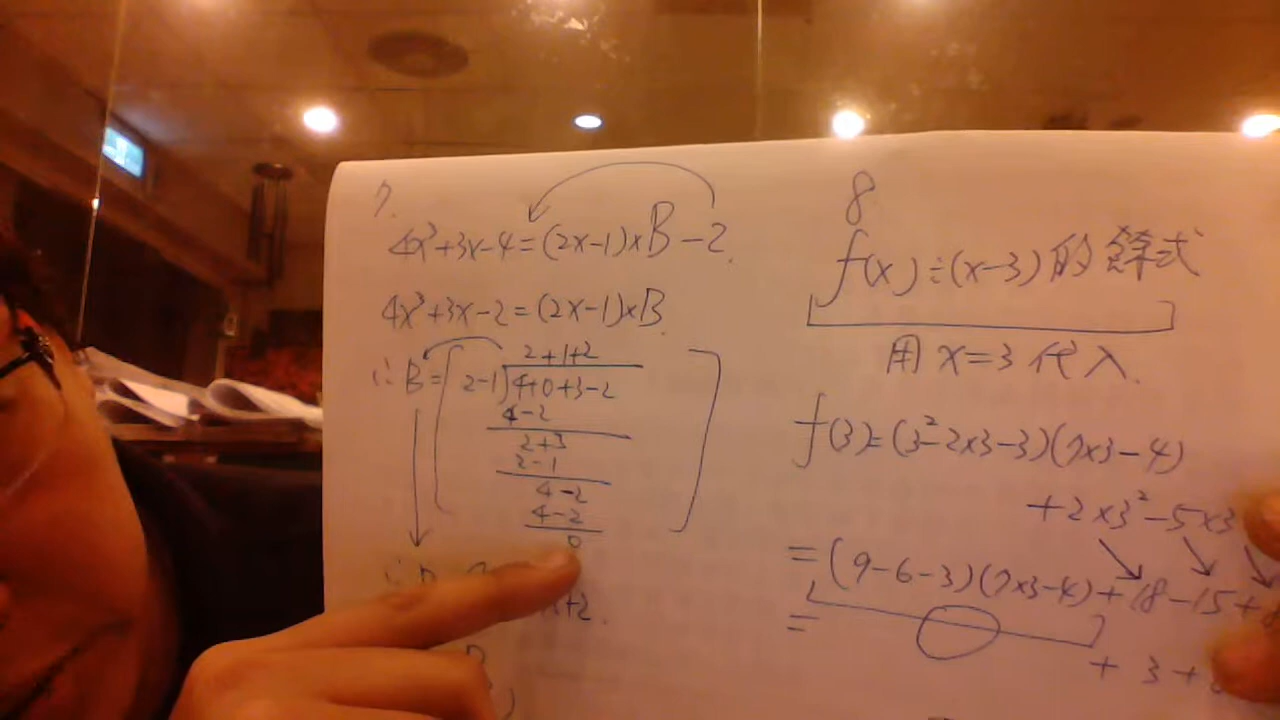 7.
4x³+3x-4=(2x-1)×B-2.
4x³+3x-2=(2x-1)×B.
∴B=
2+1+2
2-1)4+0+3-2
4-2
2+3
2-1
4-2
4-2
0
+2.
8
f(x)÷(x-3)的餘式
用 x=3 代入.
f(3)=(3²-2×3-3)(7×3-4)
+2×3²-5×3
=(9-6-3)(7×3-4)+18-15+
=
+3+